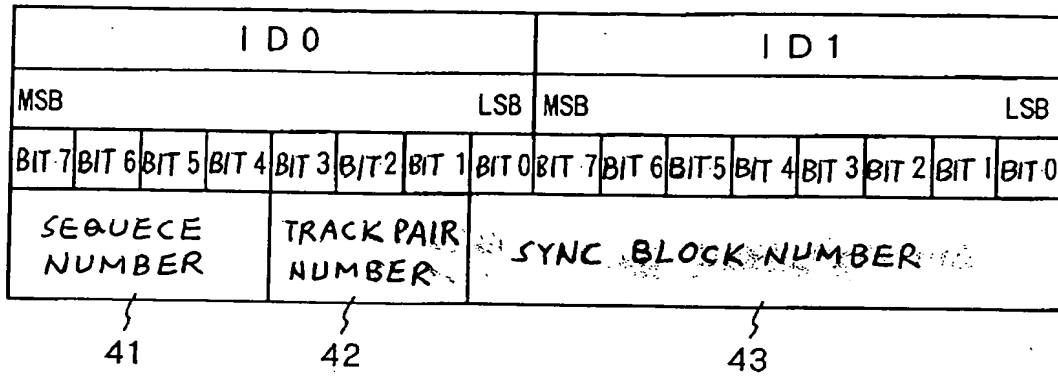 ID0 ID1
MSB LSB MSB LSB
BIT 7 BIT 6 BIT 5 BIT 4 BIT 3 BIT 2 BIT 1 BIT 0 BIT 7 BIT 6 BIT 5 BIT 4 BIT 3 BIT 2 BIT 1 BIT 0
SEQUECE
NUMBER
TRACK PAIR
NUMBER
SYNC BLOCK NUMBER
41 42 43